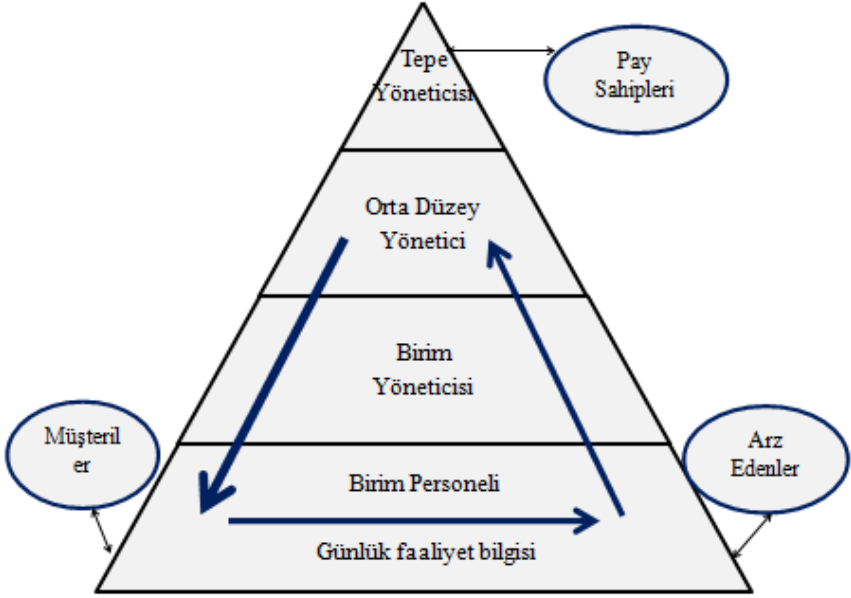 Tepe
Yöneticisi
Pay
Sahipleri
Orta Düzey
Yönetici
Birim
Yöneticisi
Müşteril
er
Arz
Edenler
Birim Personeli
Günlük faaliyet bilgisi